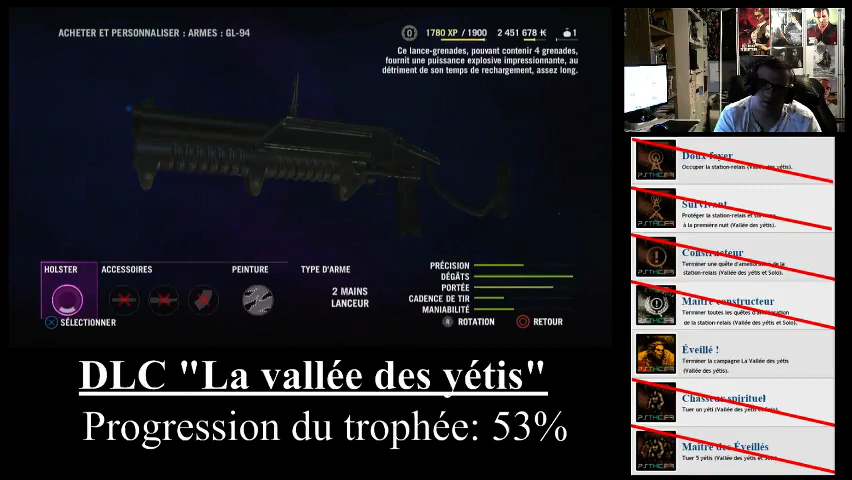 ACHETER ET PERSONNALISER : ARMES : GL-94
1780 XP / 1900
2 451 678
1
Ce lance-grenades, pouvant contenir 4 grenades,
fournit une puissance explosive impressionnante, au
détriment de son temps de rechargement, assez long.
HOLSTER
ACCESSOIRES
PEINTURE
TYPE D'ARME
2 MAINS
LANCEUR
PRÉCISION
DÉGÂTS
PORTÉE
CADENCE DE TIR
MANIABILITÉ
SÉLECTIONNER
R ROTATION
RETOUR
DLC "La vallée des yétis"
Progression du trophée: 53%
Doux foyer
Occuper la station-relais (Vallée des yétis).
Survivant
Protéger la station-relais et
à la première nuit (Vallée des yétis).
Constructeur
Terminer une quête d'amélioration de la
station-relais (Vallée des yétis et Solo).
Maître constructeur
Terminer toutes les quêtes d'amélioration
de la station-relais (Vallée des yétis et Solo).
Éveillé !
Terminer la campagne La Vallée des yétis
(Vallée des yétis).
Chasseur spirituel
Tuer un yéti (Vallée des yétis et Solo).
Maître des Éveillés
Tuer 5 yétis (Vallée des yétis et Solo).